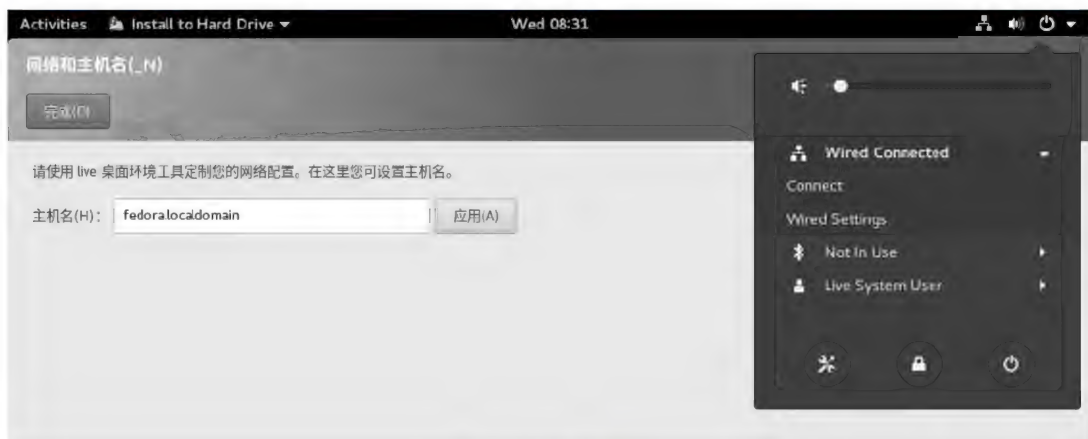 Activities Install to Hard Drive Wed 08:31
网络和主机名(_N)
完成(D)
请使用 live 桌面环境工具定制您的网络配置。在这里您可设置主机名。
主机名(H)： fedora.localdomain 应用(A)
Wired Connected
Connect
Wired Settings
Not In Use
Live System User